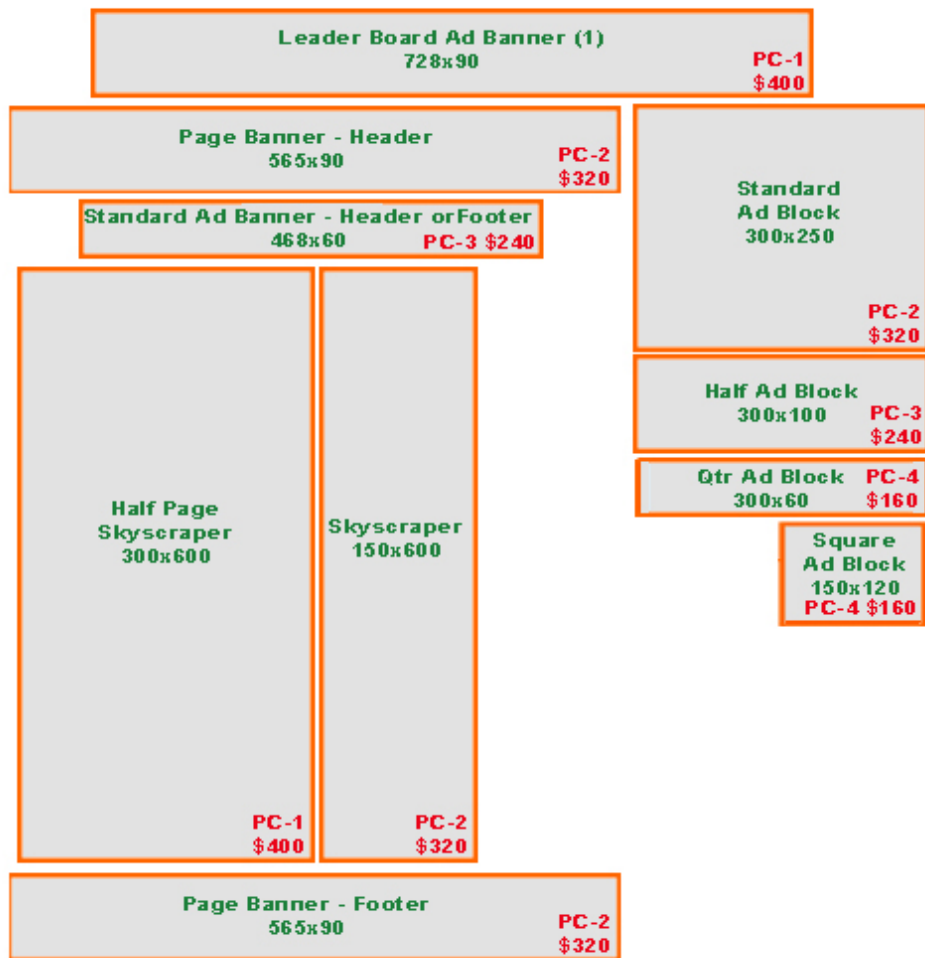 Leader Board Ad Banner (1)
728x90
PC-1
$400
Page Banner - Header
565x90
PC-2
$320
Standard Ad Banner - Header orFooter
468x60 PC-3 $240
Standard
Ad Block
300x250
PC-2
$320
Half Ad Block
300x100 PC-3
$240
Qtr Ad Block PC-4
300x60 $160
Square
Ad Block
150x120
PC-4 $160
Half Page
Skyscraper
300x600
PC-1
$400
Skyscraper
150x600
PC-2
$320
Page Banner - Footer
565x90
PC-2
$320